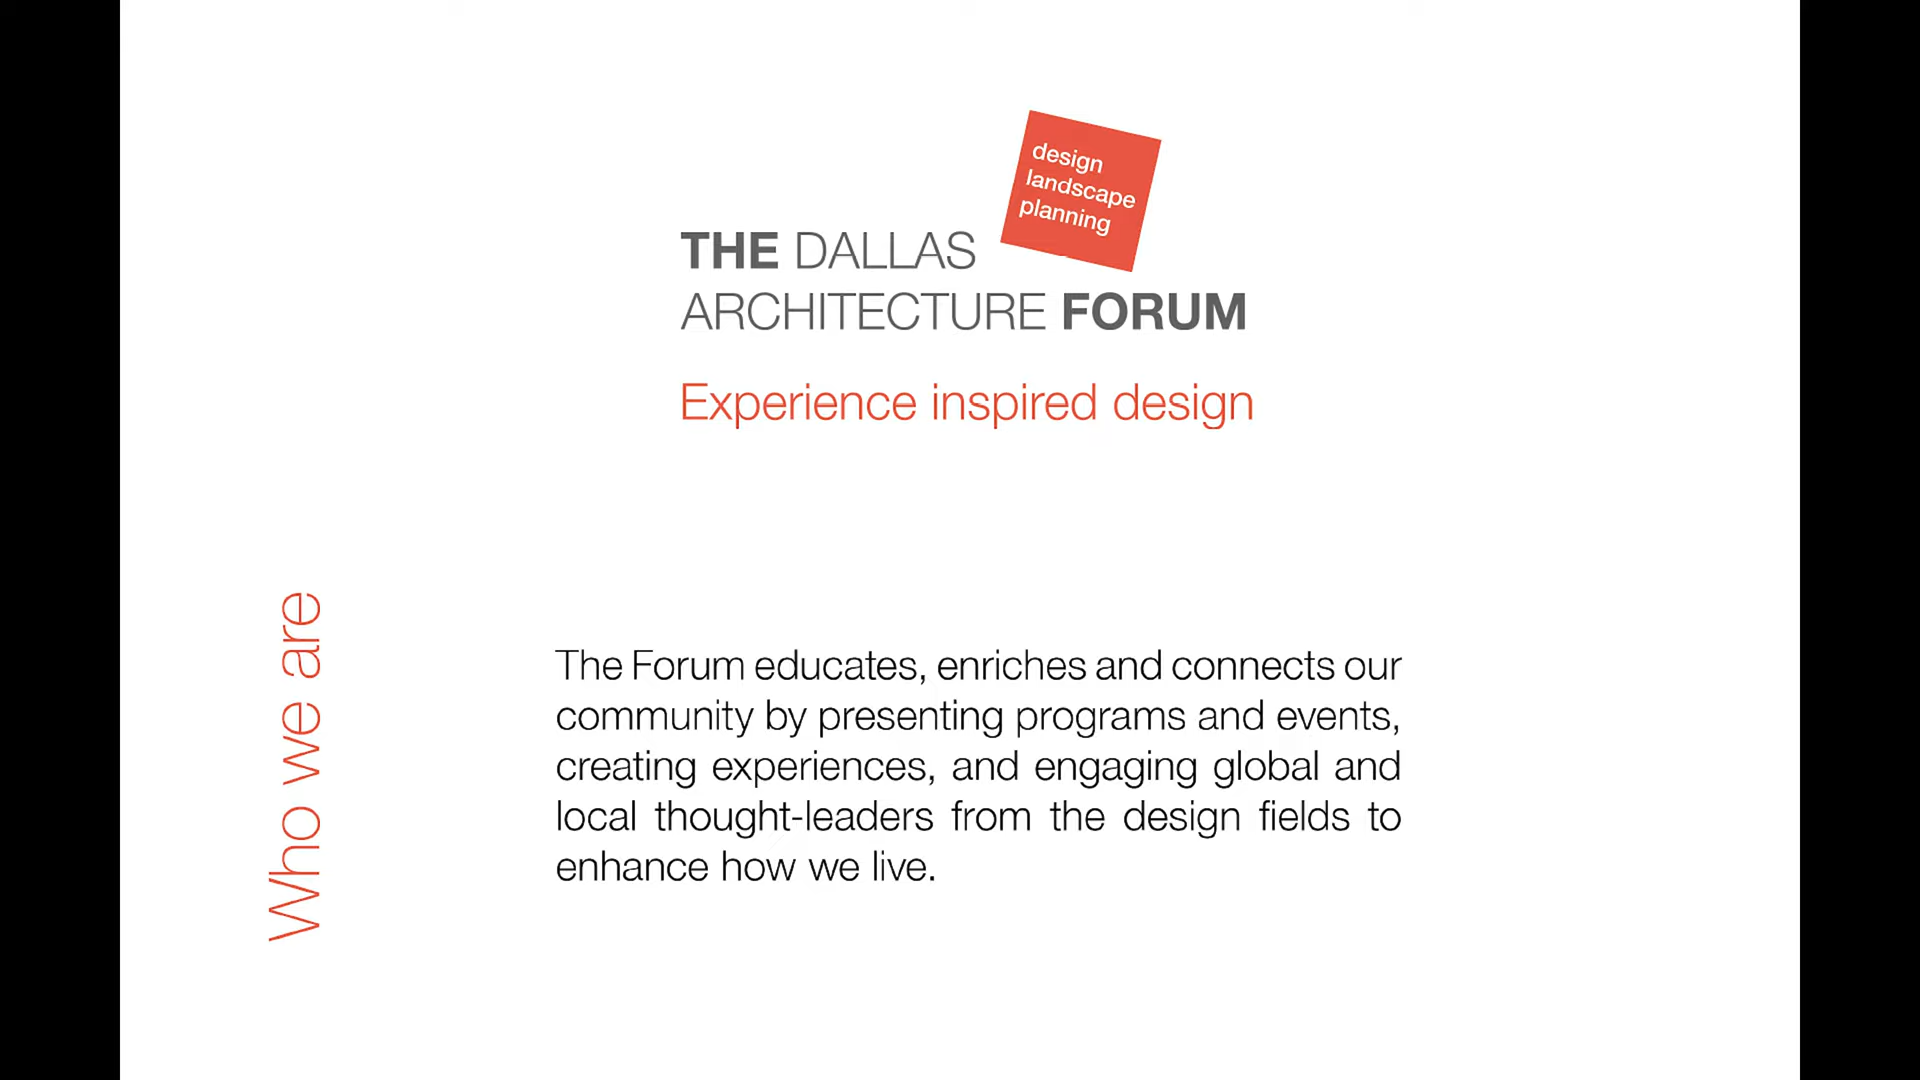 design
landscape
planning
THE DALLAS
ARCHITECTURE FORUM
Experience inspired design
Who we are
The Forum educates, enriches and connects our
community by presenting programs and events,
creating experiences, and engaging global and
local thought-leaders from the design fields to
enhance how we live.